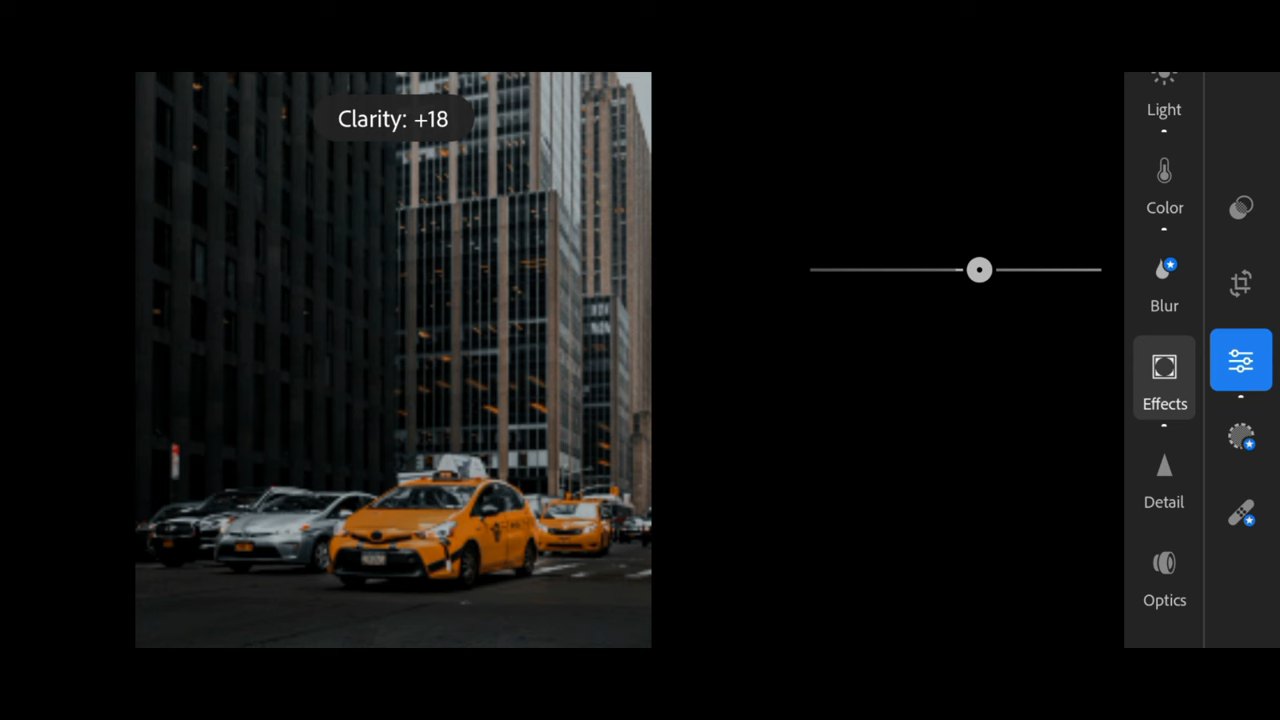 Clarity: +18
Light
Color
Blur
Effects
Detail
Optics